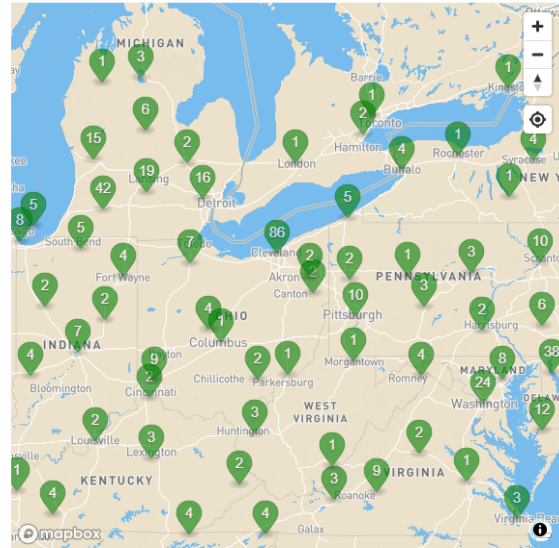 MICHIGAN
1
3
6
15
2
19
Lansing
42
16
Detroit
Barrie
1
2
Toronto
Hamilton
1
London
4
Buffalo
1
Rochester
1
Kingston
4
Syracuse
1
NEW Y
5
5
8
5
South Bend
7
Toledo
86
Cleveland
2
Akron
2
Canton
2
1
3
10
Scranton
4
Fort Wayne
2
2
PENNSYLVANIA
3
10
Pittsburgh
2
Harrisburg
6
INDIANA
7
4
OHIO
Columbus
1
Morgantown
4
Romney
8
MARYLAND
38
4
Bloomington
9
Dayton
2
Cincinnati
Chillicothe
2
1
Parkersburg
24
Washington
DELAW
12
2
Louisville
3
Lexington
3
Huntington
WEST
VIRGINIA
2
1
3
Roanoke
9
VIRGINIA
1
KENTUCKY
sville
1
4
2
4
4
Galax
3
Virginia Beac
mapbox